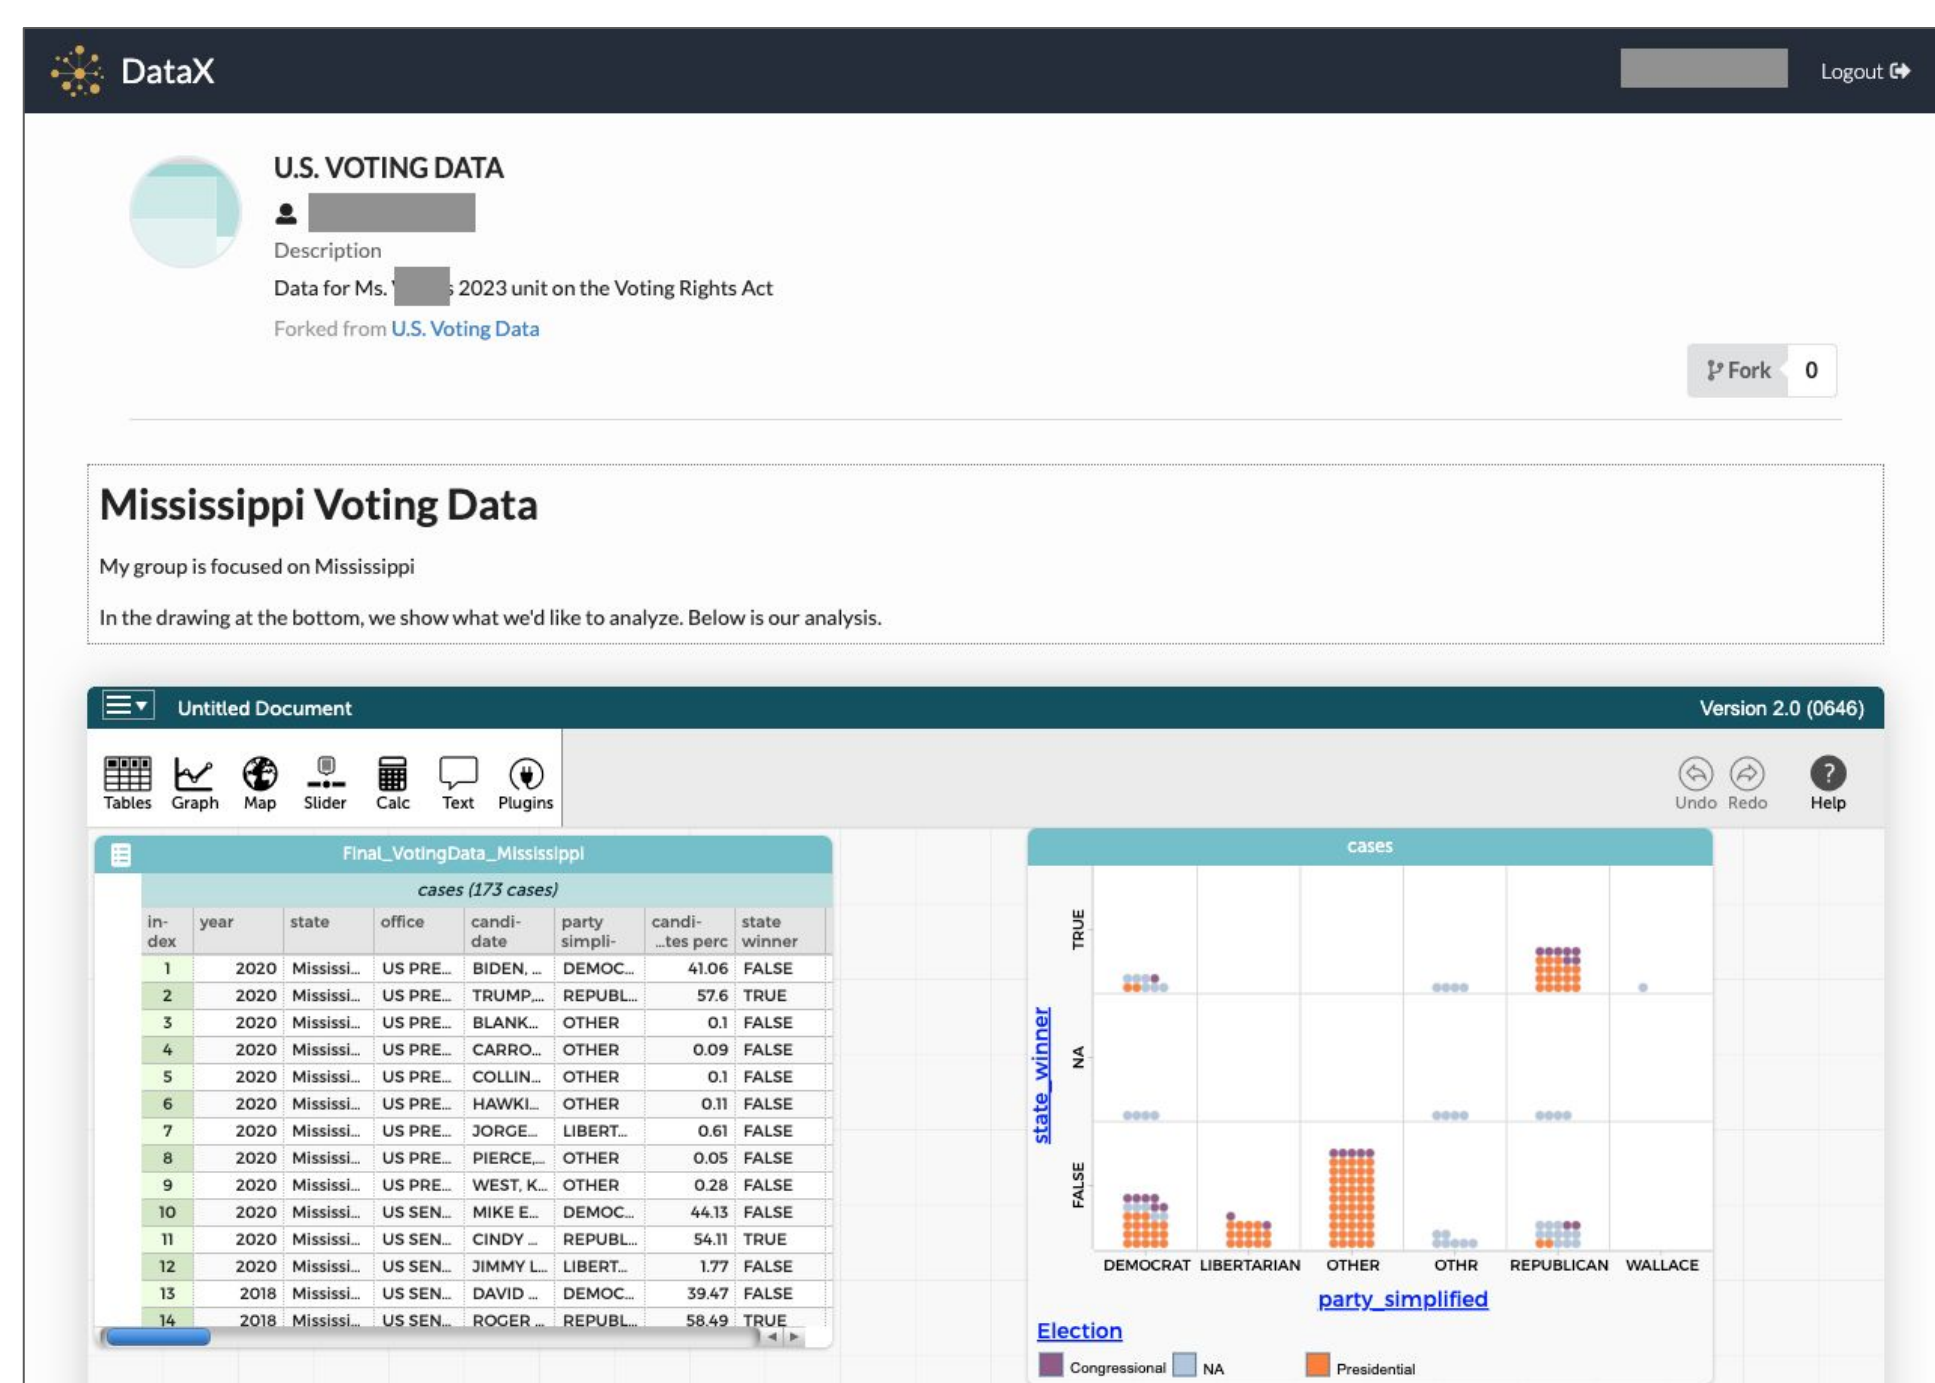 DataX
Logout
U.S. VOTING DATA
Description
Data for Ms. s 2023 unit on the Voting Rights Act
Forked from U.S. Voting Data
Fork 0
Mississippi Voting Data
My group is focused on Mississippi
In the drawing at the bottom, we show what we'd like to analyze. Below is our analysis.
Untitled Document Version 2.0 (0646)
Tables Graph Map Slider Calc Text Plugins Undo Redo Help
Final_VotingData_Mississippi
cases (173 cases)
in-dex year state office candi-date party simpli- candi-...tes perc state winner
1 2020 Mississi... US PRE... BIDEN, ... DEMOC... 41.06 FALSE
2 2020 Mississi... US PRE... TRUMP,... REPUBL... 57.6 TRUE
3 2020 Mississi... US PRE... BLANK... OTHER 0.1 FALSE
4 2020 Mississi... US PRE... CARRO... OTHER 0.09 FALSE
5 2020 Mississi... US PRE... COLLIN... OTHER 0.1 FALSE
6 2020 Mississi... US PRE... HAWKI... OTHER 0.11 FALSE
7 2020 Mississi... US PRE... JORGE... LIBERT... 0.61 FALSE
8 2020 Mississi... US PRE... PIERCE,... OTHER 0.05 FALSE
9 2020 Mississi... US PRE... WEST, K... OTHER 0.28 FALSE
10 2020 Mississi... US SEN... MIKE E... DEMOC... 44.13 FALSE
11 2020 Mississi... US SEN... CINDY ... REPUBL... 54.11 TRUE
12 2020 Mississi... US SEN... JIMMY L... LIBERT... 1.77 FALSE
13 2018 Mississi... US SEN... DAVID ... DEMOC... 39.47 FALSE
14 2018 Mississi... US SEN... ROGER ... REPUBL... 58.49 TRUE
cases
state_winner
TRUE
NA
FALSE
DEMOCRAT LIBERTARIAN OTHER OTHR REPUBLICAN WALLACE
party_simplified
Election
Congressional NA Presidential